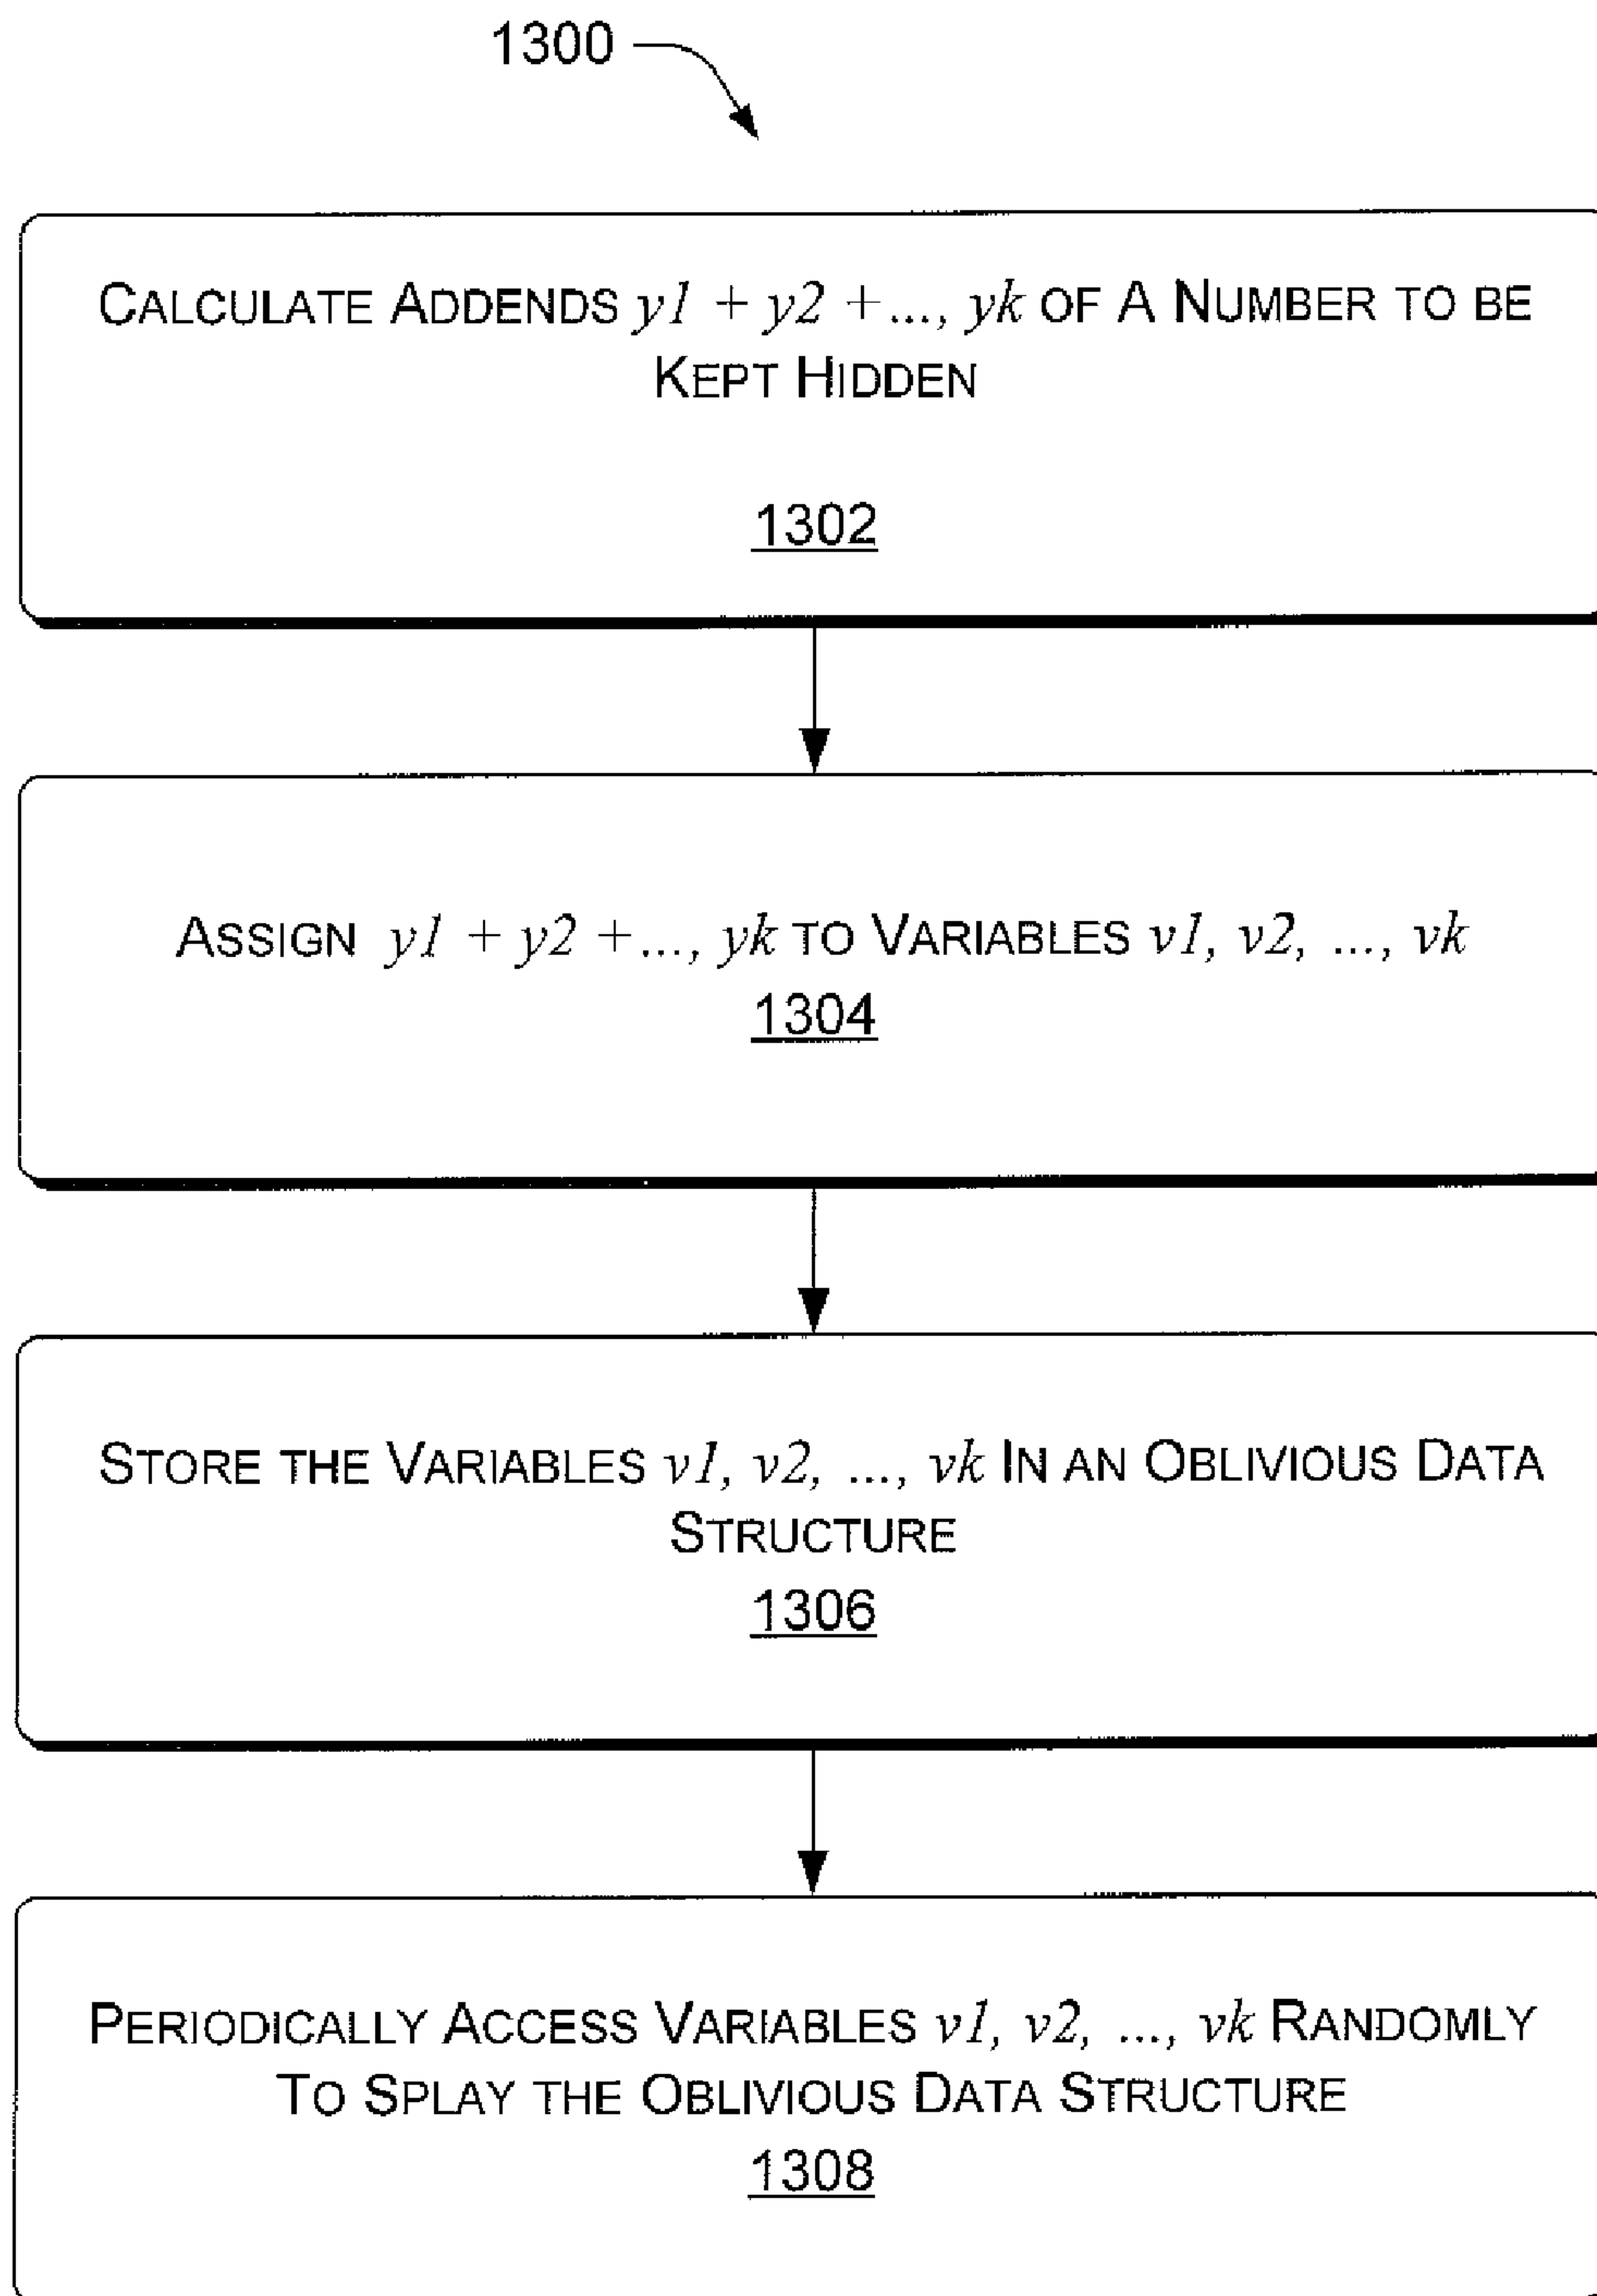 1300
CALCULATE ADDENDS y1 + y2 +..., yk OF A NUMBER TO BE
KEPT HIDDEN
1302
ASSIGN y1 + y2 +..., yk TO VARIABLES v1, v2, ..., vk
1304
STORE THE VARIABLES v1, v2, ..., vk IN AN OBLIVIOUS DATA
STRUCTURE
1306
PERIODICALLY ACCESS VARIABLES v1, v2, ..., vk RANDOMLY
TO SPLAY THE OBLIVIOUS DATA STRUCTURE
1308